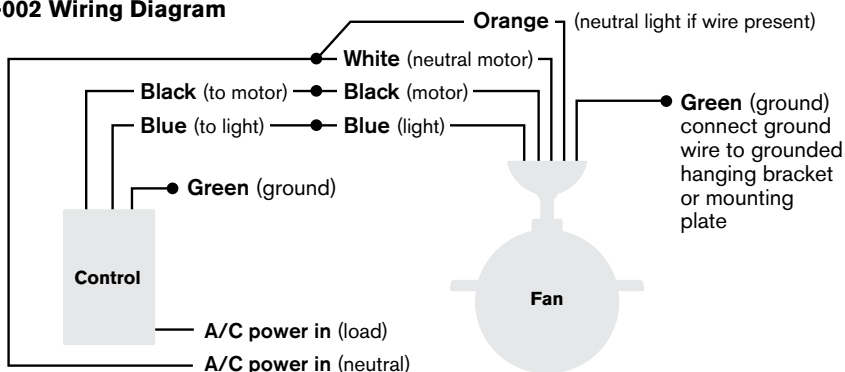 -002 Wiring Diagram
Orange (neutral light if wire present)
White (neutral motor)
Black (to motor) Black (motor)
Blue (to light) Blue (light)
Green (ground)
connect ground
wire to grounded
hanging bracket
or mounting
plate
Green (ground)
Control
Fan
A/C power in (load)
A/C power in (neutral)